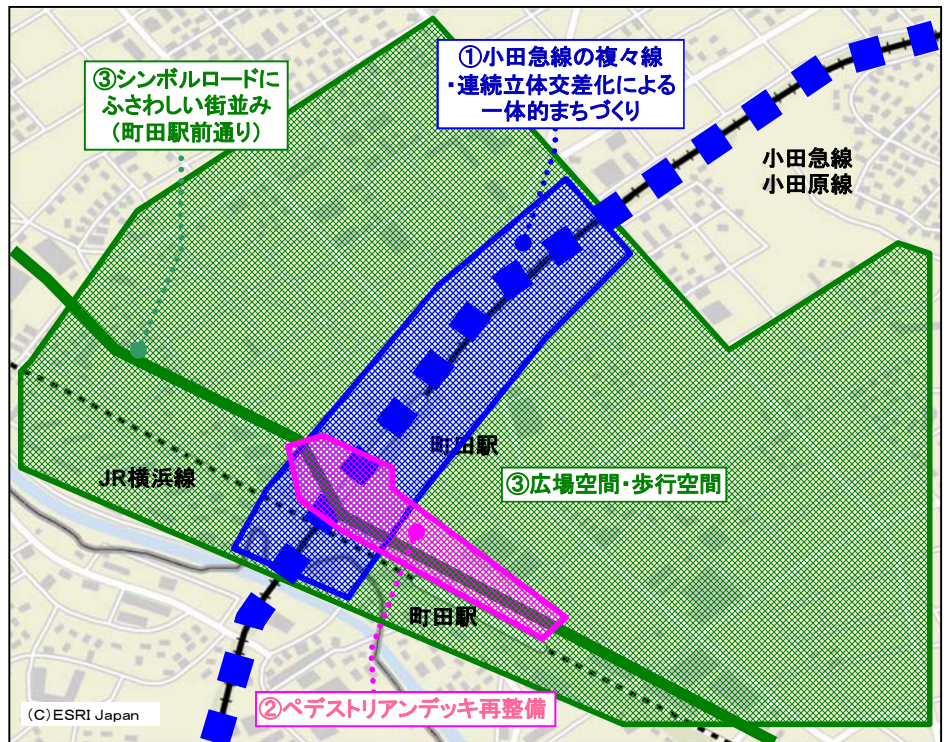 ①小田急線の複々線
・連続立体交差化による
一体的まちづくり
③シンボルロードに
ふさわしい街並み
（町田駅前通り）
小田急線
小田原線
町田駅
JR横浜線
③広場空間・歩行空間
町田駅
②ペデストリアンデッキ再整備
(C)ESRI Japan